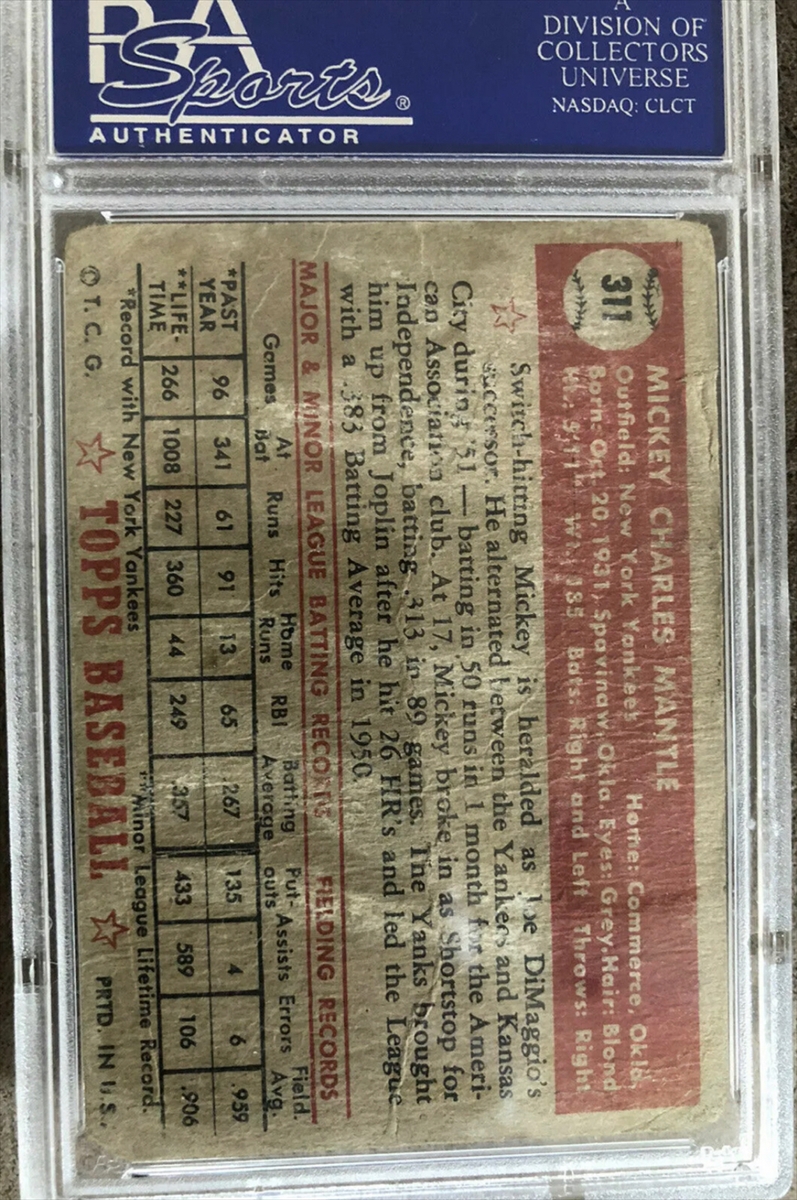 PSA
Sports®
AUTHENTICATOR
A
DIVISION OF
COLLECTORS
UNIVERSE
NASDAQ: CLCT
311
MICKEY CHARLES MANTLE
Outfield: New York Yankees Home: Commerce, Okla.
Born: Oct. 20, 1931, Spavinaw, Okla. Eyes: Grey Hair: Blond
Ht.: 5'11" Wt.: 185 Bats: Right and Left Throws: Right
Switch-hitting Mickey is heralded as Joe DiMaggio's
successor. He alternated between the Yankees and Kansas
City during '51 — batting in 50 runs in 1 month for the Ameri-
can Association club. At 17, Mickey broke in as Shortstop for
Independence, batting .313 in 89 games. The Yanks brought
him up from Joplin after he hit 26 HR's and led the League
with a .383 Batting Average in 1950.
MAJOR & MINOR LEAGUE BATTING RECORDS FIELDING RECORDS
Games At Bat Runs Hits Home Runs RBI Batting Average Put-outs Assists Errors Field. Avg.
*PAST YEAR 96 341 61 91 13 65 .267 135 4 6 .959
**LIFE-TIME 266 1008 227 360 44 249 .357 433 589 106 .906
*Record with New York Yankees **Minor League Lifetime Record.
© T. C. G. TOPPS BASEBALL PRTD. IN U.S.